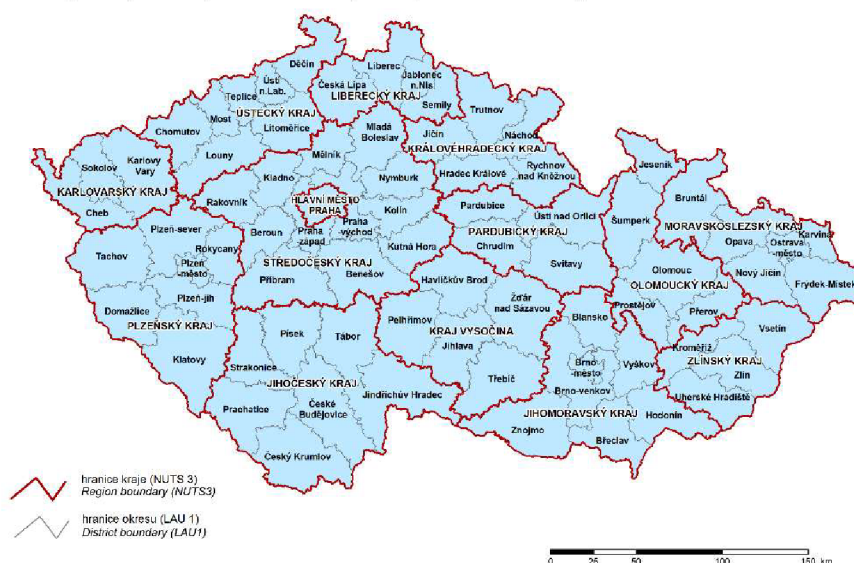 Děčín
Liberec
Ústí
n.Lab.
Česká Lípa
Jablonec
n.Nis.
LIBERECKÝ KRAJ
Teplice
Semily
Trutnov
Most
ÚSTECKÝ KRAJ
Chomutov
Litoměřice
Mladá
Boleslav
Jičín
Náchod
KRÁLOVÉHRADECKÝ KRAJ
Louny
Mělník
Karlovy
Vary
Sokolov
Jeseník
Kladno
Nymburk
Hradec Králové
Rychnov
nad Kněžnou
KARLOVARSKÝ KRAJ
Rakovník
HLAVNÍ MĚSTO
PRAHA
Bruntál
Cheb
Kolín
Pardubice
Ústí nad Orlicí
Šumperk
MORAVSKOSLEZSKÝ KRAJ
Plzeň-sever
Beroun
Praha
západ
Praha
-východ
PARDUBICKÝ KRAJ
Karviná
Opava
Ostrava
-město
Rokycany
Chrudim
Kutná Hora
Tachov
Plzeň
-město
STŘEDOČESKÝ KRAJ
Svitavy
Olomouc
Nový Jičín
Příbram
Benešov
Havlíčkův Brod
OLOMOUCKÝ KRAJ
Frýdek-Místek
Plzeň-jih
Žďár
nad Sázavou
Prostějov
Přerov
Domažlice
Pelhřimov
Blansko
PLZEŇSKÝ KRAJ
Písek
Tábor
KRAJ VYSOČINA
Vsetín
Jihlava
Kroměříž
Klatovy
Strakonice
Brno
-město
Vyškov
ZLÍNSKÝ KRAJ
Zlín
JIHOČESKÝ KRAJ
Třebíč
Brno-venkov
Jindřichův Hradec
Uherské Hradiště
Prachatice
České
Budějovice
JIHOMORAVSKÝ KRAJ
Hodonín
Znojmo
Břeclav
Český Krumlov
hranice kraje (NUTS 3)
Region boundary (NUTS3)
hranice okresu (LAU 1)
District boundary (LAU1)
0 25 50 100 150 km